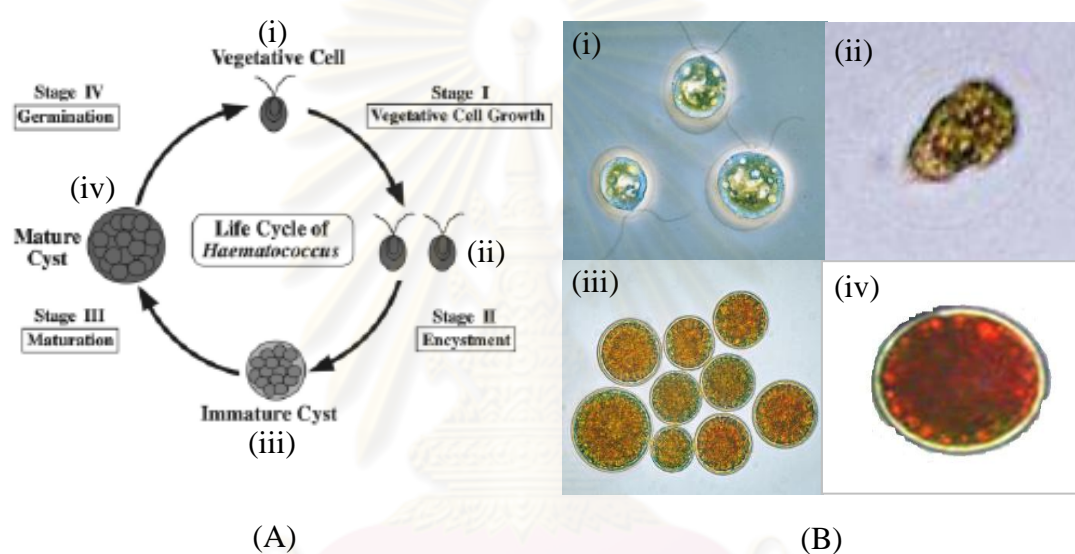 (i)
Vegetative Cell
Stage IV
Germination
Stage I
Vegetative Cell Growth
(iv)
Mature
Cyst
Life Cycle of
Haematococcus
(ii)
Stage III
Maturation
Stage II
Encystment
Immature Cyst
(iii)
(A)
(i)
(ii)
(iii)
(iv)
(B)